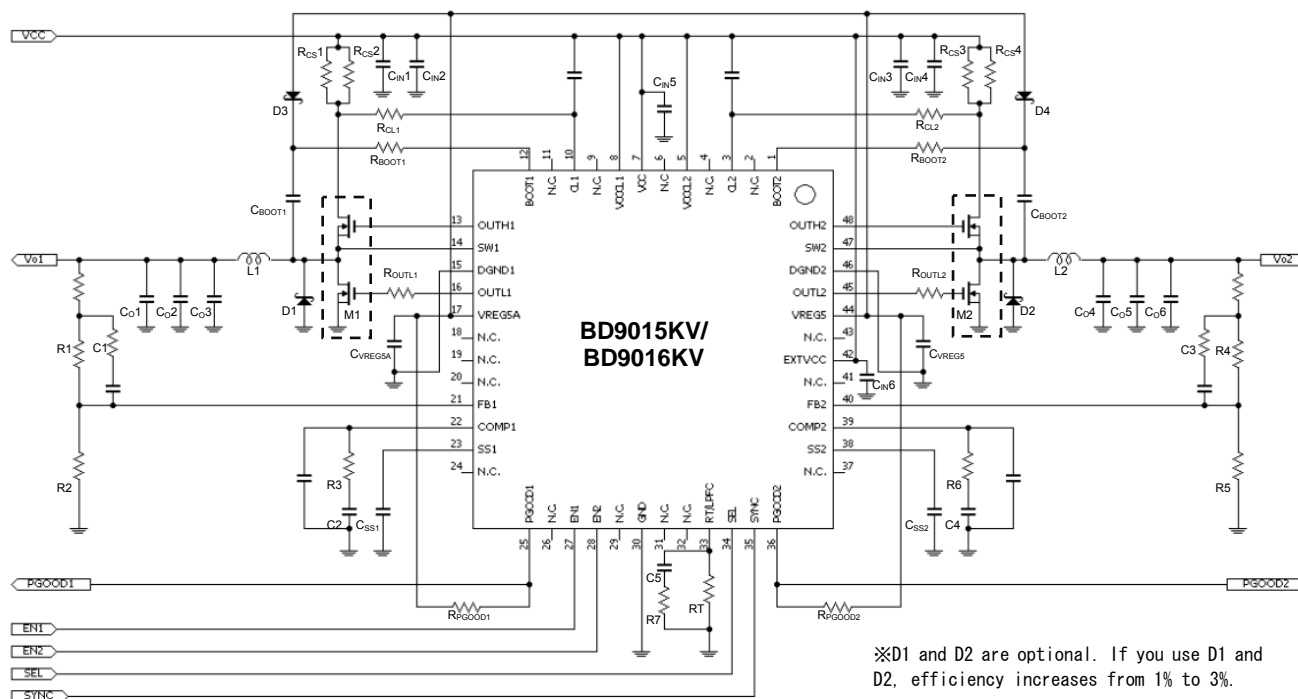 VCC
RCS1
RCS2
CIN1
CIN2
CIN5
CIN3
CIN4
RCS3
RCS4
D3
D4
RCL1
RCL2
RBOOT1
RBOOT2
12
11
10
9
8
7
6
5
4
3
2
1
BOOT1
N.C.
CL1
N.C.
VCCCL1
VCC
N.C.
VCCCL2
N.C.
CL2
N.C.
BOOT2
CBOOT1
CBOOT2
13 OUTH1
OUTH2 48
14 SW1
SW2 47
Vo1
Vo2
L1
L2
15 DGND1
DGND2 46
ROUTL1
ROUTL2
16 OUTL1
OUTL2 45
CO1
CO2
CO3
D1
M1
M2
D2
CO4
CO5
CO6
17 VREG5A
VREG5 44
BD9015KV/
BD9016KV
18 N.C.
N.C. 43
R1
C1
CVREG5A
CVREG5
C3
R4
19 N.C.
EXTVCC 42
20 N.C.
N.C. 41
CIN6
21 FB1
FB2 40
22 COMP1
COMP2 39
23 SS1
SS2 38
24 N.C.
N.C. 37
R2
R3
R6
R5
C2
CSS1
CSS2
C4
PGOOD1
N.C.
EN1
EN2
N.C.
GND
N.C.
N.C.
RT/LPFC
SEL
SYNC
PGOOD2
25
26
27
28
29
30
31
32
33
34
35
36
PGOOD1
PGOOD2
C5
R7
RT
RPGOOD1
RPGOOD2
EN1
EN2
SEL
SYNC
※D1 and D2 are optional. If you use D1 and
D2, efficiency increases from 1% to 3%.